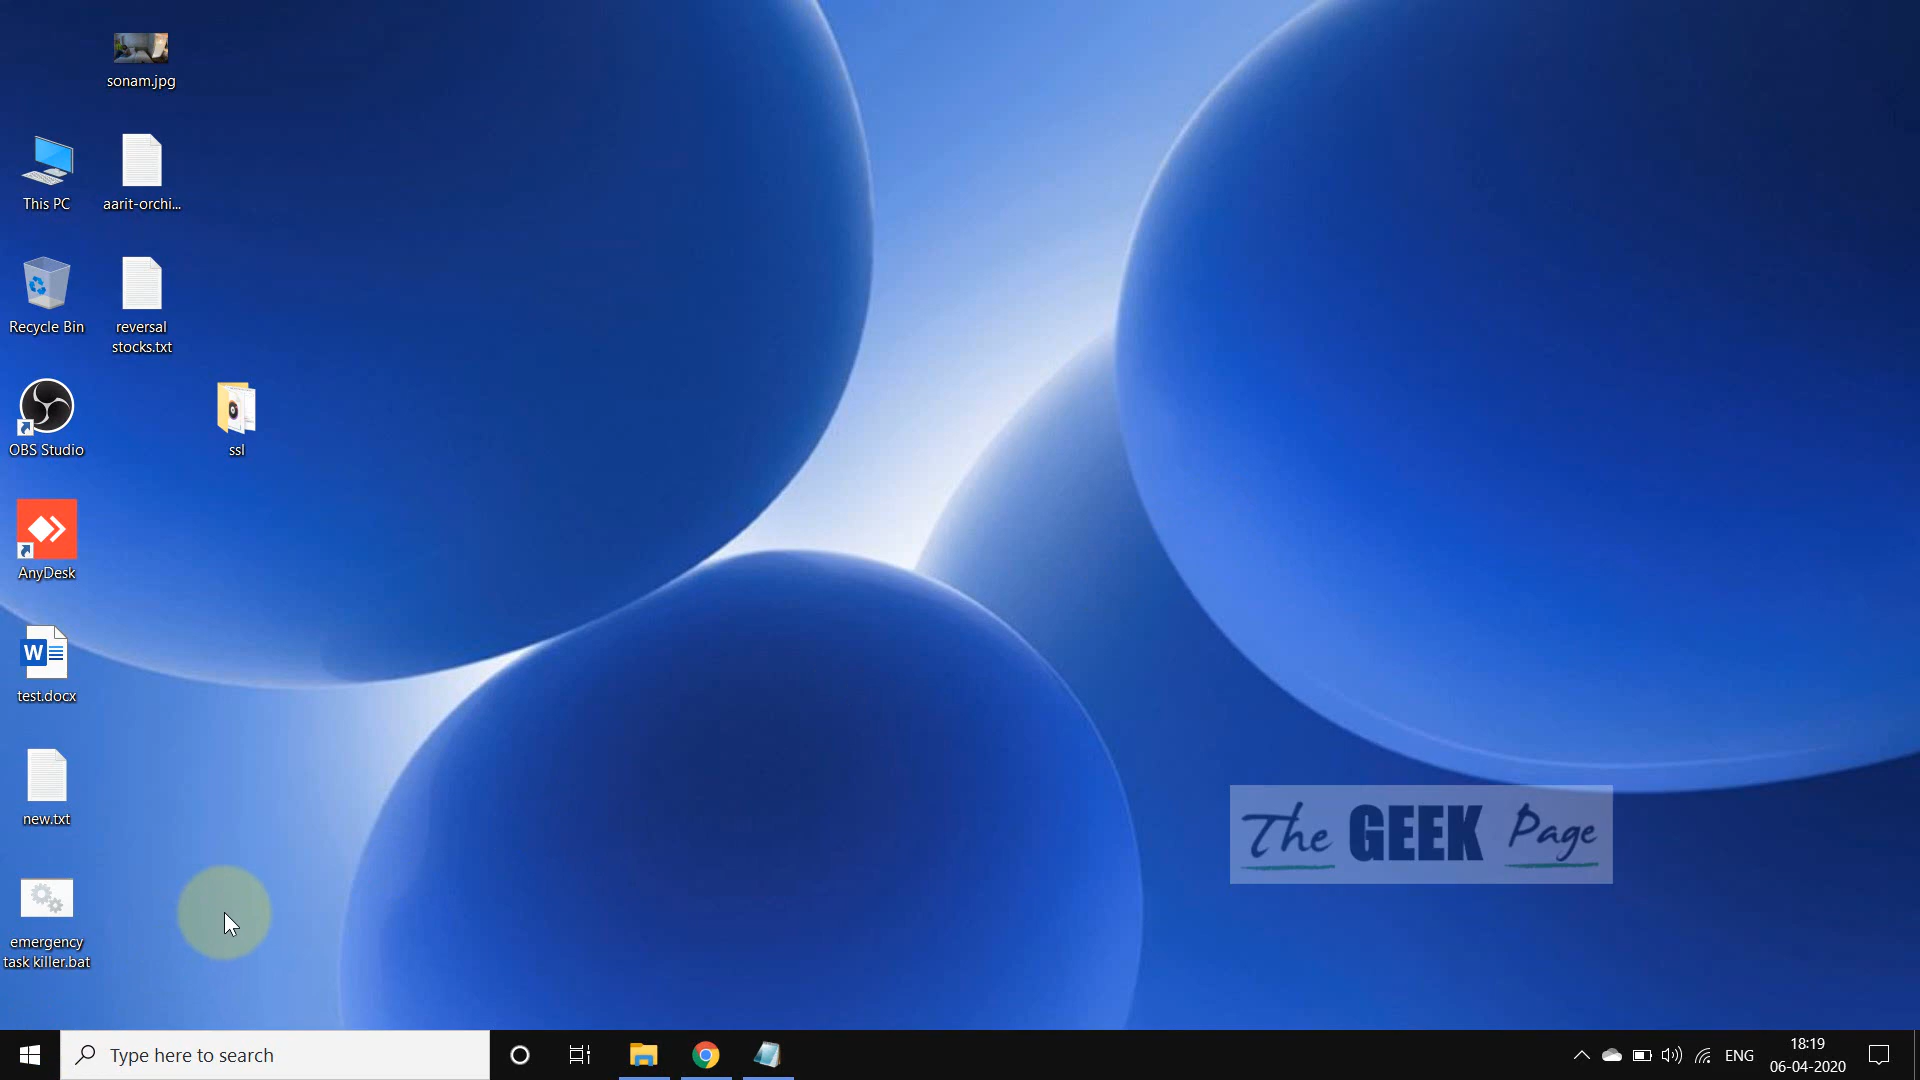 sonam.jpg
This PC
aarit-orchi...
Recycle Bin
reversal
stocks.txt
OBS Studio
ssl
AnyDesk
W
test.docx
new.txt
The GEEK Page
emergency
task killer.bat
Type here to search
ENG
18:19
06-04-2020